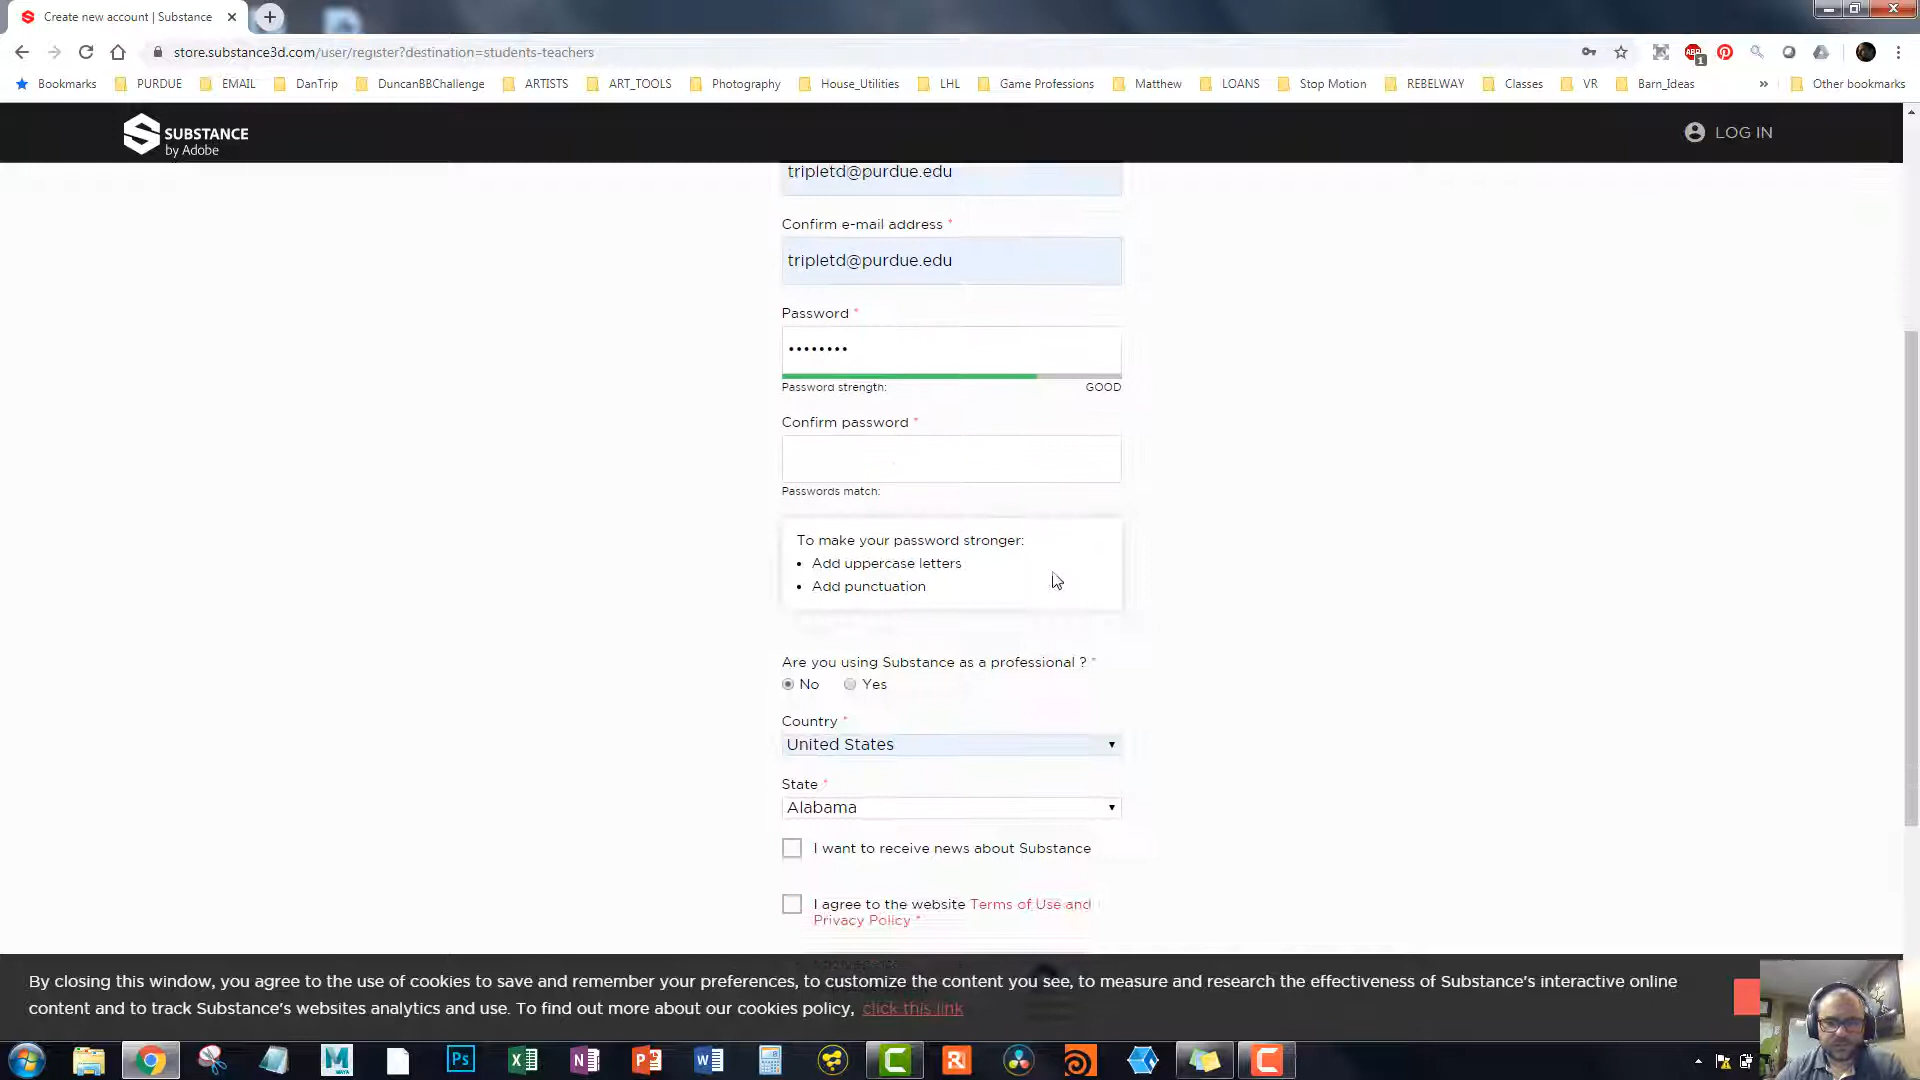 Create new account | Substance
store.substance3d.com/user/register?destination=students-teachers
1
Bookmarks PURDUE EMAIL DanTrip DuncanBBChallenge ARTISTS ART_TOOLS Photography House_Utilities LHL Game Professions Matthew LOANS Stop Motion REBELWAY Classes VR Barn_Ideas » Other bookmarks
SUBSTANCE
by Adobe
LOG IN
tripletd@purdue.edu
Confirm e-mail address *
tripletd@purdue.edu
Password *
••••••••
Password strength: GOOD
Confirm password *
Passwords match:
To make your password stronger:
• Add uppercase letters
• Add punctuation
Are you using Substance as a professional ? *
No Yes
Country *
United States
State *
Alabama
I want to receive news about Substance
I agree to the website Terms of Use and
Privacy Policy *
By closing this window, you agree to the use of cookies to save and remember your preferences, to customize the content you see, to measure and research the effectiveness of Substance's interactive online
content and to track Substance's websites analytics and use. To find out more about our cookies policy, click this link